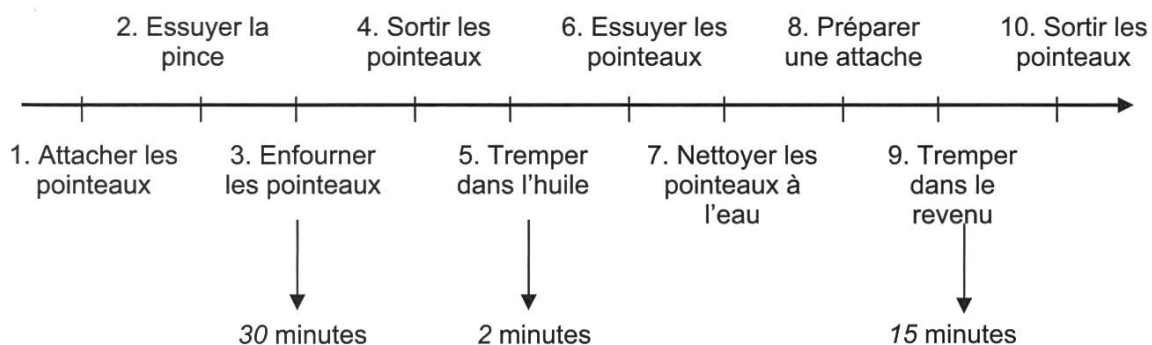 2. Essuyer la
pince
4. Sortir les
pointeaux
6. Essuyer les
pointeaux
8. Préparer
une attache
10. Sortir les
pointeaux
1. Attacher les
pointeaux
3. Enfourner
les pointeaux
5. Tremper
dans l'huile
7. Nettoyer les
pointeaux à
l'eau
9. Tremper
dans le
revenu
30 minutes
2 minutes
15 minutes